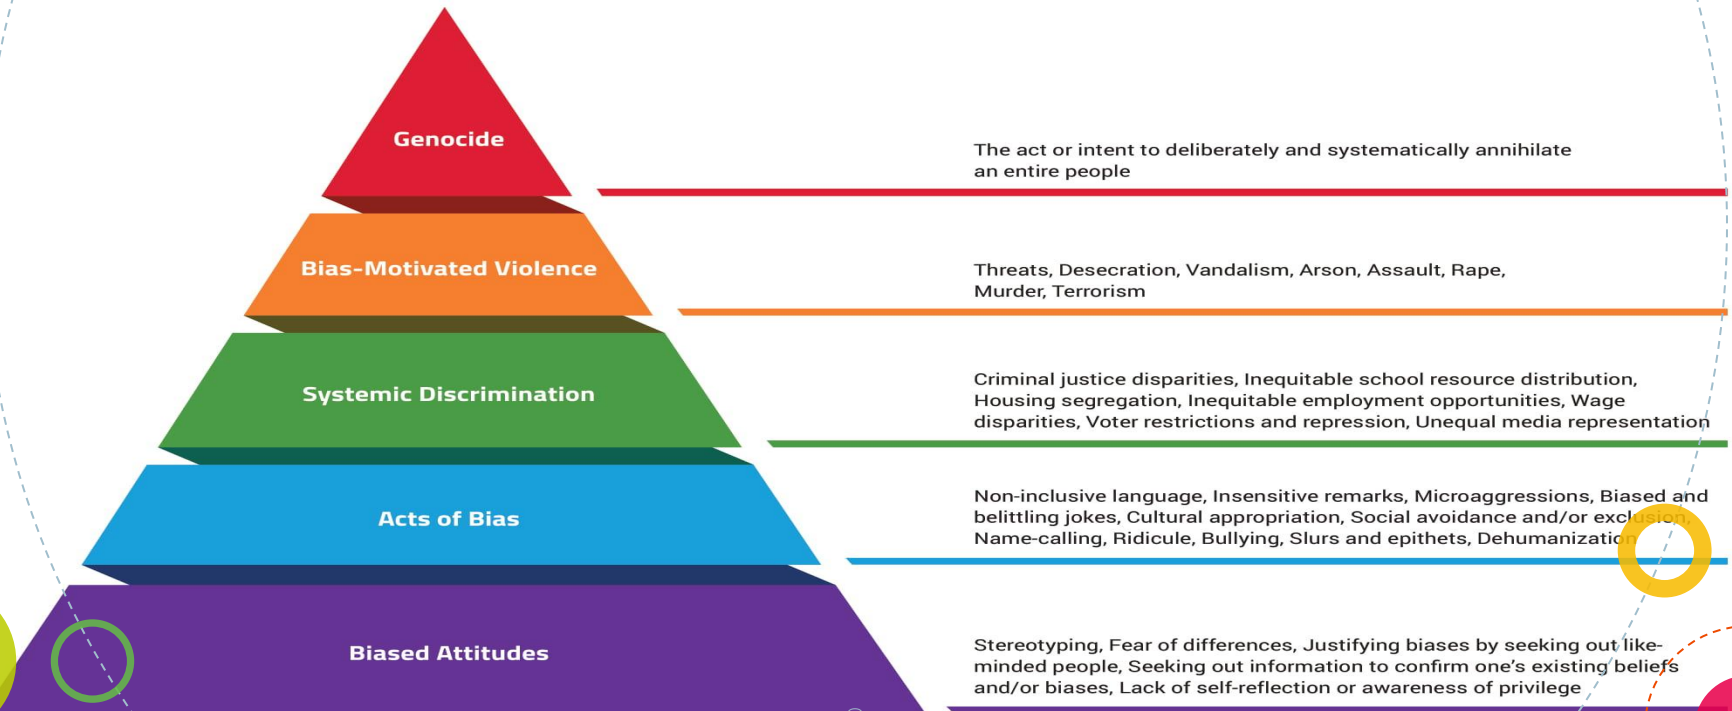 Genocide
The act or intent to deliberately and systematically annihilate
an entire people
Bias-Motivated Violence
Threats, Desecration, Vandalism, Arson, Assault, Rape,
Murder, Terrorism
Systemic Discrimination
Criminal justice disparities, Inequitable school resource distribution,
Housing segregation, Inequitable employment opportunities, Wage
disparities, Voter restrictions and repression, Unequal media representation
Acts of Bias
Non-inclusive language, Insensitive remarks, Microaggressions, Biased and
belittling jokes, Cultural appropriation, Social avoidance and/or exclusion,
Name-calling, Ridicule, Bullying, Slurs and epithets, Dehumanization
Biased Attitudes
Stereotyping, Fear of differences, Justifying biases by seeking out like-
minded people, Seeking out information to confirm one’s existing beliefs
and/or biases, Lack of self-reflection or awareness of privilege